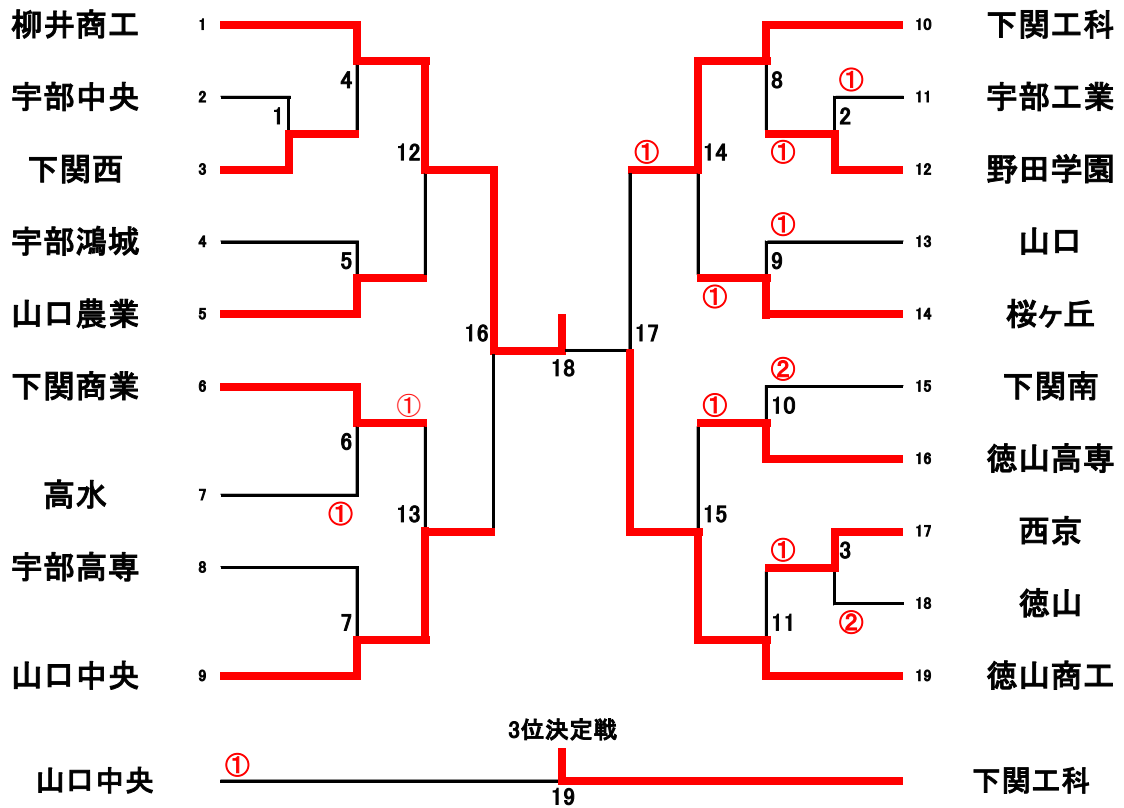 柳井商工 1 10 下関工科
4 8 ①
宇部中央 2 11 宇部工業
1 2
12 ① 14 ①
下関西 3 12 野田学園
①
宇部鴻城 4 13 山口
5 9
①
山口農業 5 14 桜ヶ丘
16 17
18 ②
下関商業 6 15 下関南
① ① 10
6
徳山高専 16
高水 7
① 13 15
17 西京
① 3
宇部高専 8
18 徳山
7 11 ②
山口中央 9 19 徳山商工
3位決定戦
①
山口中央 下関工科
19